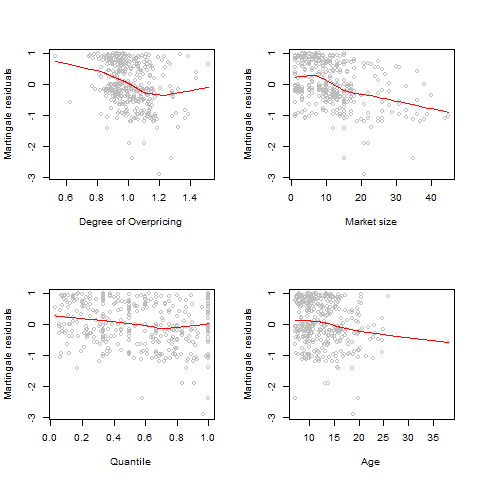 Martingale residuals
1
0
-1
-2
-3
0.6 0.8 1.0 1.2 1.4
Degree of Overpricing
Martingale residuals
1
0
-1
-2
-3
0 10 20 30 40
Market size
Martingale residuals
1
0
-1
-2
-3
0.0 0.2 0.4 0.6 0.8 1.0
Quantile
Martingale residuals
1
0
-1
-2
-3
10 15 20 25 30 35
Age